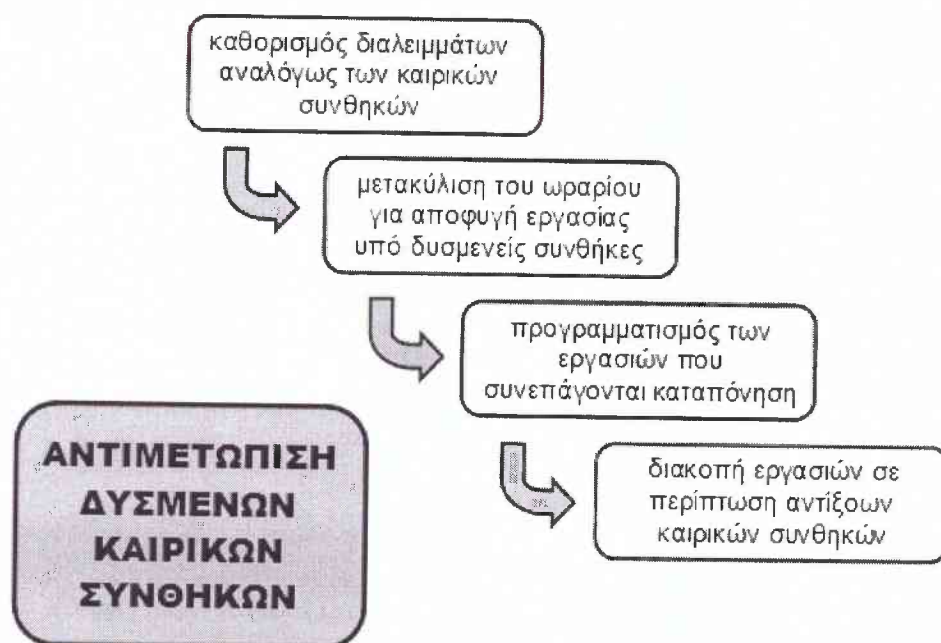 καθορισμός διαλειμμάτων
αναλόγως των καιρικών
συνθηκών
μετακύλιση του ωραρίου
για αποφυγή εργασίας
υπό δυσμενείς συνθήκες
προγραμματισμός των
εργασιών που
συνεπάγονται καταπόνηση
διακοπή εργασιών σε
περίπτωση αντίξοων
καιρικών συνθηκών
ΑΝΤΙΜΕΤΩΠΙΣΗ
ΔΥΣΜΕΝΩΝ
ΚΑΙΡΙΚΩΝ
ΣΥΝΘΗΚΩΝ